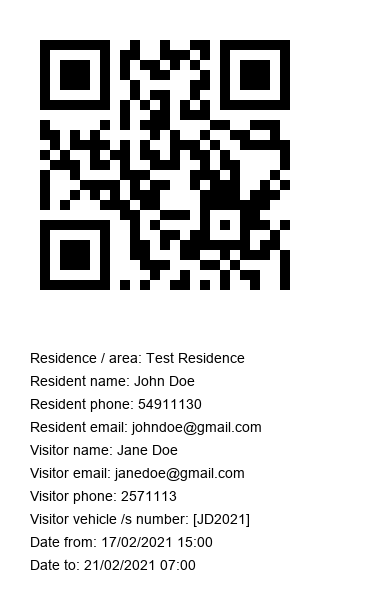 Residence / area: Test Residence
Resident name: John Doe
Resident phone: 54911130
Resident email: johndoe@gmail.com
Visitor name: Jane Doe
Visitor email: janedoe@gmail.com
Visitor phone: 2571113
Visitor vehicle /s number: [JD2021]
Date from: 17/02/2021 15:00
Date to: 21/02/2021 07:00